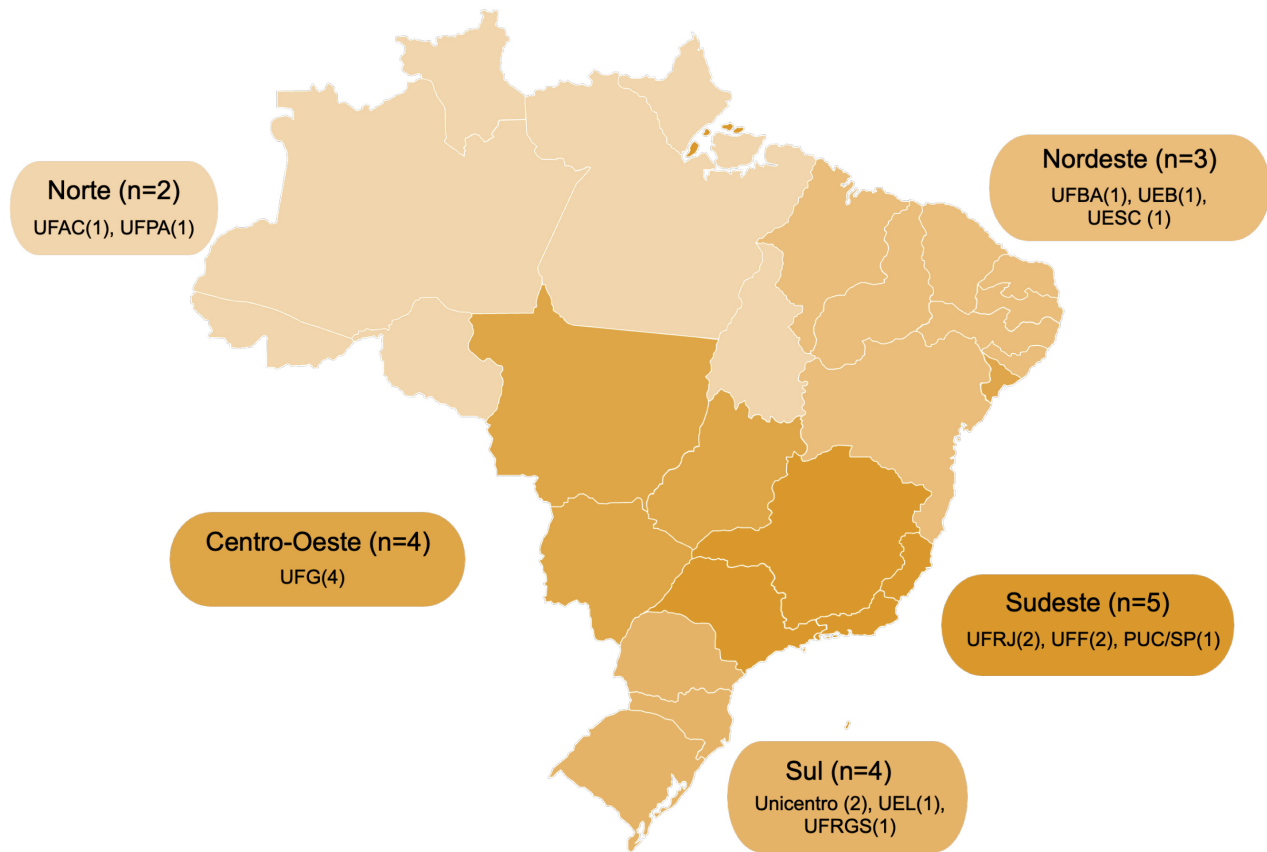 Norte (n=2)
UFAC(1), UFPA(1)
Nordeste (n=3)
UFBA(1), UEB(1),
UESC (1)
Centro-Oeste (n=4)
UFG(4)
Sudeste (n=5)
UFRJ(2), UFF(2), PUC/SP(1)
Sul (n=4)
Unicentro (2), UEL(1),
UFRGS(1)